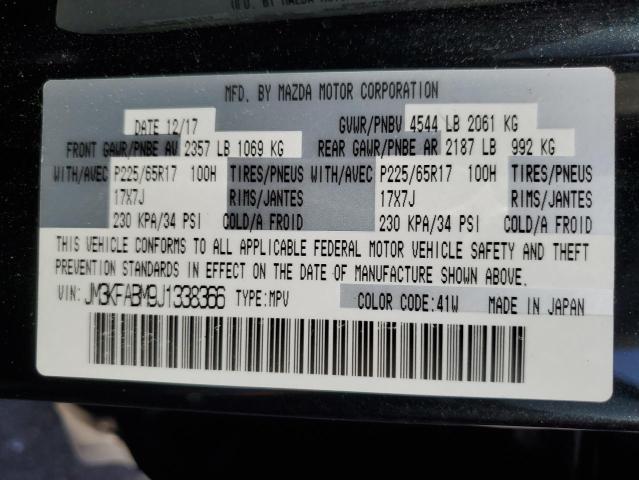 MFD. BY MAZDA MOTOR CORPORATION
DATE 12/17 GVWR/PNBV 4544 LB 2061 KG
FRONT GAWR/PNBE AV 2357 LB 1069 KG REAR GAWR/PNBE AR 2187 LB 992 KG
WITH/AVEC P225/65R17 100H TIRES/PNEUS WITH/AVEC P225/65R17 100H TIRES/PNEUS
17X7J RIMS/JANTES 17X7J RIMS/JANTES
230 KPA/34 PSI COLD/A FROID 230 KPA/34 PSI COLD/A FROID
THIS VEHICLE CONFORMS TO ALL APPLICABLE FEDERAL MOTOR VEHICLE SAFETY AND THEFT
PREVENTION STANDARDS IN EFFECT ON THE DATE OF MANUFACTURE SHOWN ABOVE.
VIN: JM3KFABM9J1338366 TYPE:MPV COLOR CODE:41W MADE IN JAPAN